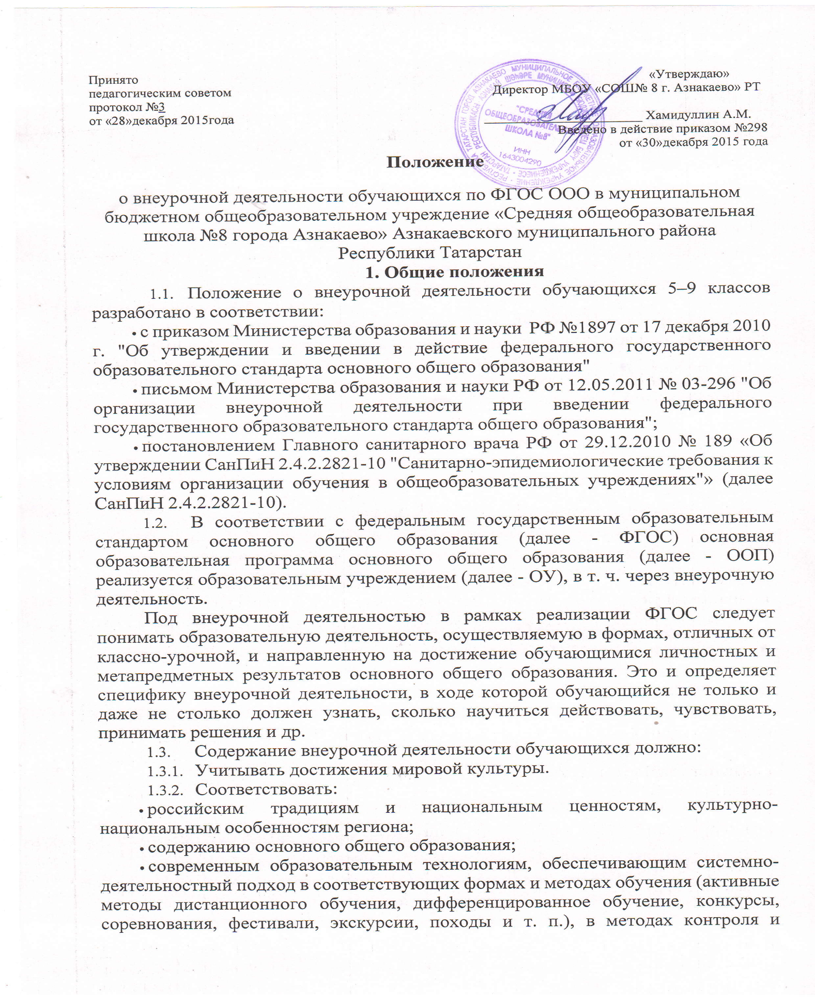 Принято
педагогическим советом
протокол №3
от «28»декабря 2015года
«Утверждаю»
Директор МБОУ «СОШ№ 8 г. Азнакаево» РТ
Хамидуллин А.М.
Введено в действие приказом №298
от «30»декабря 2015 года
"СРЕДНЯЯ
ОБЩЕОБРАЗОВАТЕЛЬНАЯ
ШКОЛА №8"
ИНН
1643004290
Положение
о внеурочной деятельности обучающихся по ФГОС ООО в муниципальном
бюджетном общеобразовательном учреждение «Средняя общеобразовательная
школа №8 города Азнакаево» Азнакаевского муниципального района
Республики Татарстан
1. Общие положения
1.1. Положение о внеурочной деятельности обучающихся 5–9 классов
разработано в соответствии:
• с приказом Министерства образования и науки РФ №1897 от 17 декабря 2010
г. "Об утверждении и введении в действие федерального государственного
образовательного стандарта основного общего образования"
• письмом Министерства образования и науки РФ от 12.05.2011 № 03-296 "Об
организации внеурочной деятельности при введении федерального
государственного образовательного стандарта общего образования";
• постановлением Главного санитарного врача РФ от 29.12.2010 № 189 «Об
утверждении СанПиН 2.4.2.2821-10 "Санитарно-эпидемиологические требования к
условиям организации обучения в общеобразовательных учреждениях"» (далее
СанПиН 2.4.2.2821-10).
1.2. В соответствии с федеральным государственным образовательным
стандартом основного общего образования (далее - ФГОС) основная
образовательная программа основного общего образования (далее - ООП)
реализуется образовательным учреждением (далее - ОУ), в т. ч. через внеурочную
деятельность.
Под внеурочной деятельностью в рамках реализации ФГОС следует
понимать образовательную деятельность, осуществляемую в формах, отличных от
классно-урочной, и направленную на достижение обучающимися личностных и
метапредметных результатов основного общего образования. Это и определяет
специфику внеурочной деятельности, в ходе которой обучающийся не только и
даже не столько должен узнать, сколько научиться действовать, чувствовать,
принимать решения и др.
1.3. Содержание внеурочной деятельности обучающихся должно:
1.3.1. Учитывать достижения мировой культуры.
1.3.2. Соответствовать:
• российским традициям и национальным ценностям, культурно-
национальным особенностям региона;
• содержанию основного общего образования;
• современным образовательным технологиям, обеспечивающим системно-
деятельностный подход в соответствующих формах и методах обучения (активные
методы дистанционного обучения, дифференцированное обучение, конкурсы,
соревнования, фестивали, экскурсии, походы и т. п.), в методах контроля и